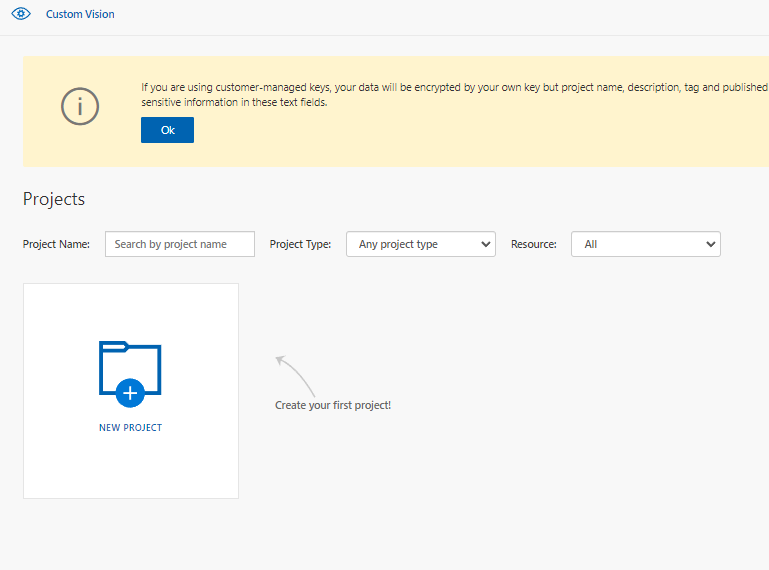 Custom Vision
If you are using customer-managed keys, your data will be encrypted by your own key but project name, description, tag and published
sensitive information in these text fields.
Ok
Projects
Project Name: Search by project name Project Type: Any project type Resource: All
Create your first project!
NEW PROJECT